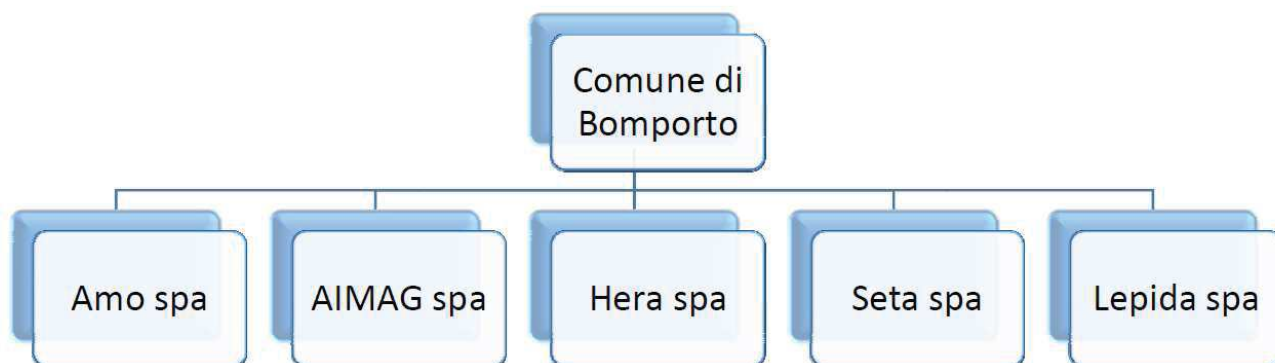 Comune di
Bomporto
Amo spa
AIMAG spa
Hera spa
Seta spa
Lepida spa